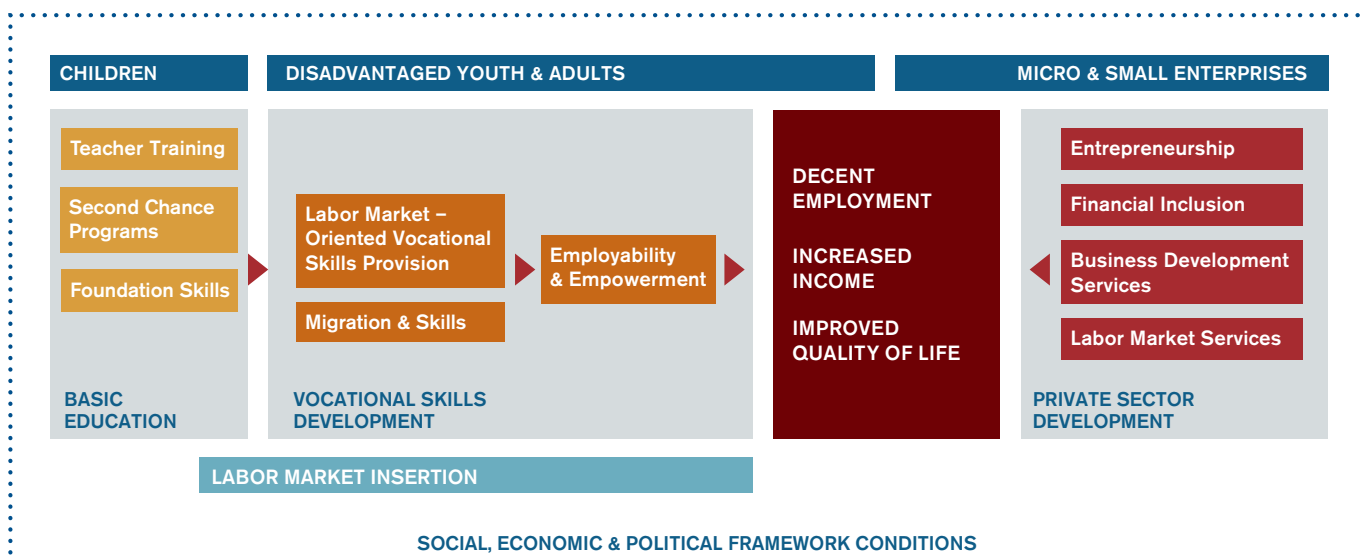 CHILDREN
DISADVANTAGED YOUTH & ADULTS
MICRO & SMALL ENTERPRISES
Teacher Training
Second Chance
Programs
Foundation Skills
BASIC
EDUCATION
Labor Market –
Oriented Vocational
Skills Provision
Migration & Skills
Employability
& Empowerment
VOCATIONAL SKILLS
DEVELOPMENT
DECENT
EMPLOYMENT
INCREASED
INCOME
IMPROVED
QUALITY OF LIFE
Entrepreneurship
Financial Inclusion
Business Development
Services
Labor Market Services
PRIVATE SECTOR
DEVELOPMENT
LABOR MARKET INSERTION
SOCIAL, ECONOMIC & POLITICAL FRAMEWORK CONDITIONS